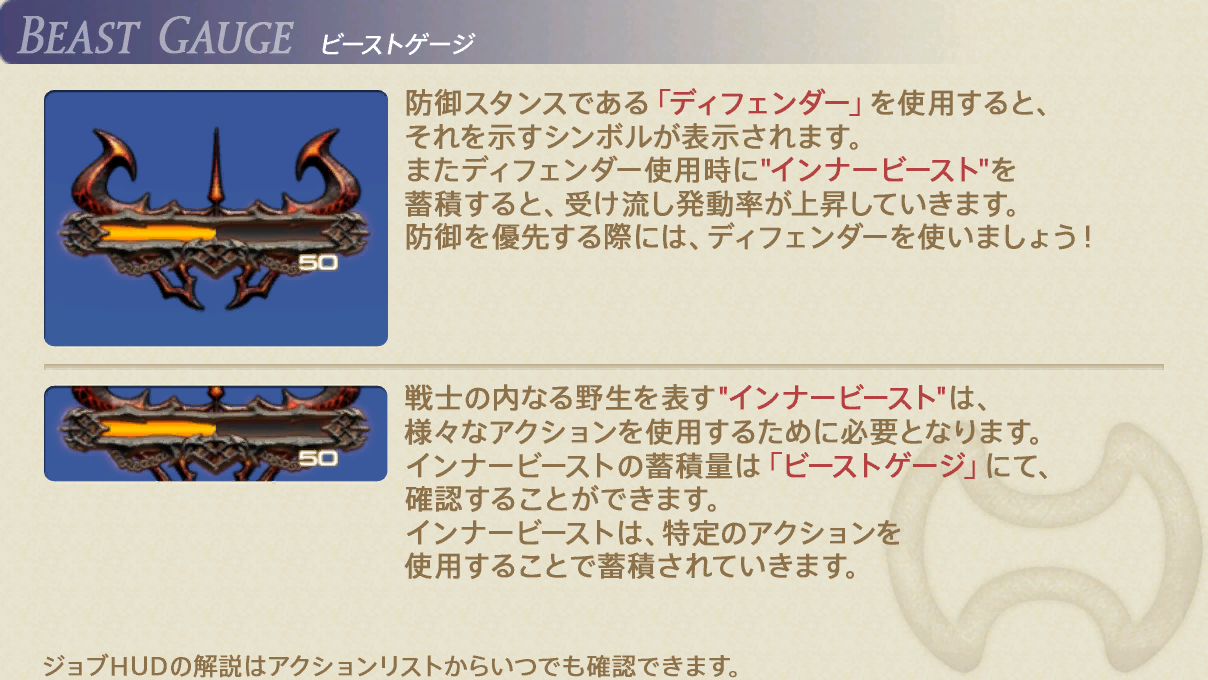 BEAST GAUGE ビーストゲージ
防御スタンスである「ディフェンダー」を使用すると、
それを示すシンボルが表示されます。
またディフェンダー使用時に"インナービースト"を
蓄積すると、受け流し発動率が上昇していきます。
防御を優先する際には、ディフェンダーを使いましょう！
50
戦士の内なる野生を表す"インナービースト"は、
様々なアクションを使用するために必要となります。
インナービーストの蓄積量は「ビーストゲージ」にて、
確認することができます。
インナービーストは、特定のアクションを
使用することで蓄積されていきます。
50
ジョブHUDの解説はアクションリストからいつでも確認できます。